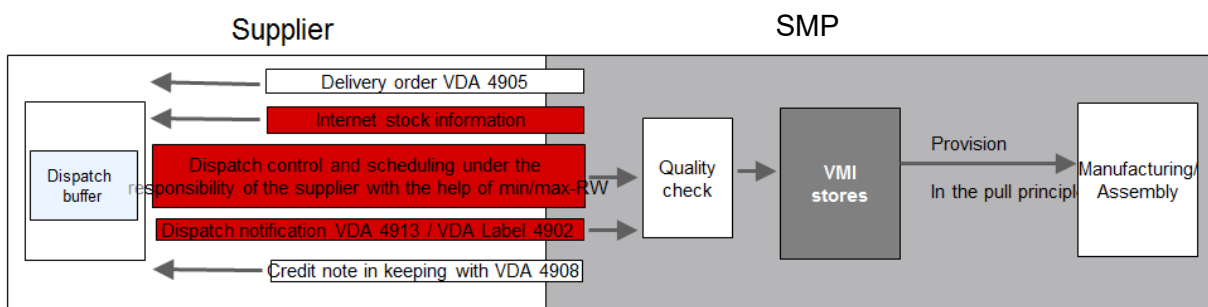 Supplier
SMP
Delivery order VDA 4905
Internet stock information
Dispatch control and scheduling under the
responsibility of the supplier with the help of min/max-RW
Dispatch notification VDA 4913 / VDA Label 4902
Credit note in keeping with VDA 4908
Dispatch
buffer
Quality
check
VMI
stores
Provision
In the pull principle
Manufacturing/
Assembly